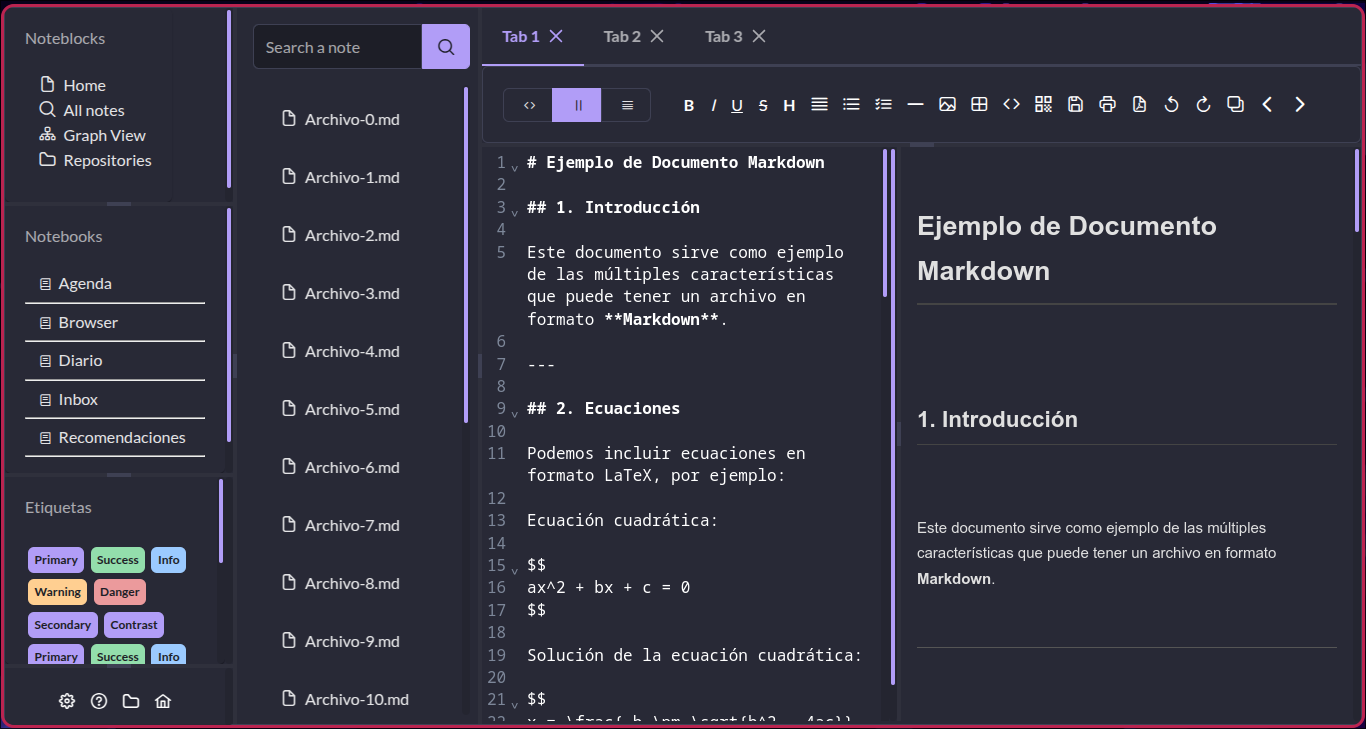 Noteblocks
Home
All notes
Graph View
Repositories
Notebooks
Agenda
Browser
Diario
Inbox
Recomendaciones
Etiquetas
Primary Success Info
Warning Danger
Secondary Contrast
Primary Success Info
Search a note
Archivo-0.md
Archivo-1.md
Archivo-2.md
Archivo-3.md
Archivo-4.md
Archivo-5.md
Archivo-6.md
Archivo-7.md
Archivo-8.md
Archivo-9.md
Archivo-10.md
Tab 1 Tab 2 Tab 3
B I U S H
1 # Ejemplo de Documento Markdown
2
3 ## 1. Introducción
4
5 Este documento sirve como ejemplo
de las múltiples características
que puede tener un archivo en
formato **Markdown**.
6
7 ---
8
9 ## 2. Ecuaciones
10
11 Podemos incluir ecuaciones en
formato LaTeX, por ejemplo:
12
13 Ecuación cuadrática:
14
15 $$
16 ax^2 + bx + c = 0
17 $$
18
19 Solución de la ecuación cuadrática:
20
21 $$
22 x = \frac{-b \pm \sqrt{b^2 - 4ac}}
Ejemplo de Documento
Markdown
1. Introducción
Este documento sirve como ejemplo de las múltiples
características que puede tener un archivo en formato
Markdown.